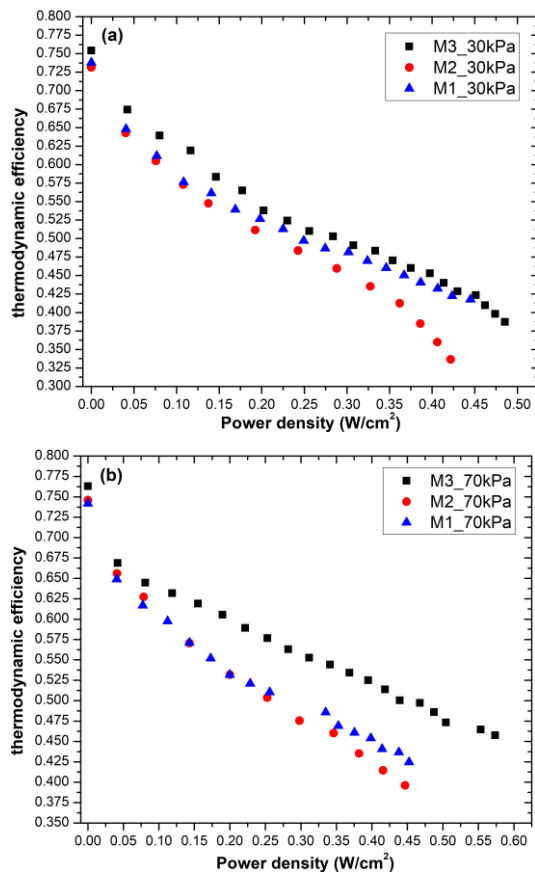 (a)
M3_30kPa
M2_30kPa
M1_30kPa
thermodynamic efficiency
0.800
0.775
0.750
0.725
0.700
0.675
0.650
0.625
0.600
0.575
0.550
0.525
0.500
0.475
0.450
0.425
0.400
0.375
0.350
0.325
0.300
0.00 0.05 0.10 0.15 0.20 0.25 0.30 0.35 0.40 0.45 0.50
Power density (W/cm²)
(b)
M3_70kPa
M2_70kPa
M1_70kPa
thermodynamic efficiency
0.800
0.775
0.750
0.725
0.700
0.675
0.650
0.625
0.600
0.575
0.550
0.525
0.500
0.475
0.450
0.425
0.400
0.375
0.350
0.00 0.05 0.10 0.15 0.20 0.25 0.30 0.35 0.40 0.45 0.50 0.55 0.60
Power density (W/cm²)